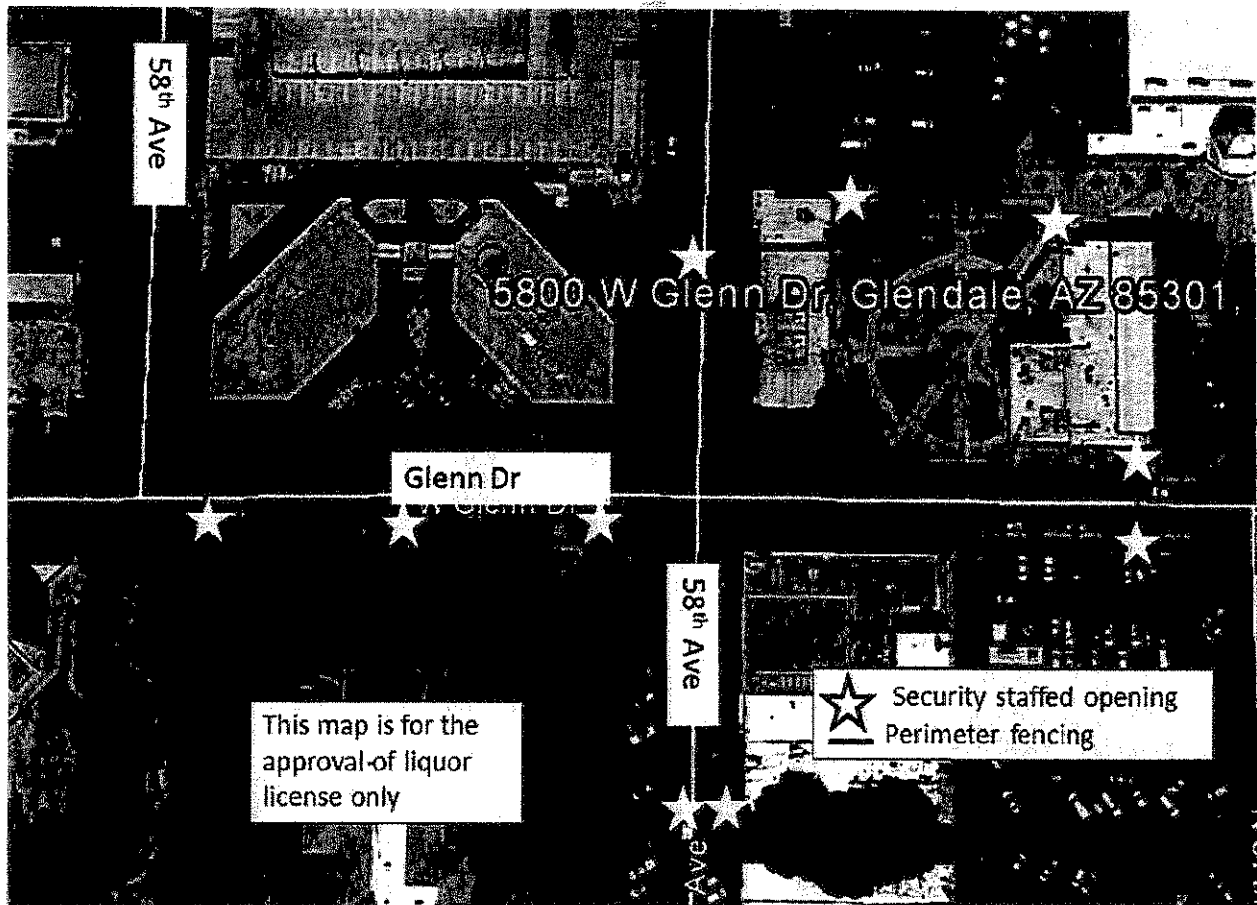 58th Ave
5800 W Glenn Dr, Glendale, AZ 85301,
Glenn Dr
W Glenn Dr
58th Ave
Security staffed opening
Perimeter fencing
This map is for the
approval of liquor
license only
Ave